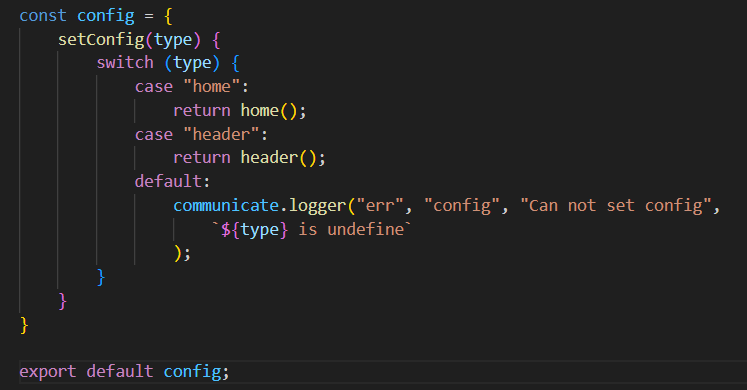 const config = {
    setConfig(type) {
        switch (type) {
            case "home":
                return home();
            case "header":
                return header();
            default:
                communicate.logger("err", "config", "Can not set config",
                    `${type} is undefine`
                );
        }
    }
}
export default config;